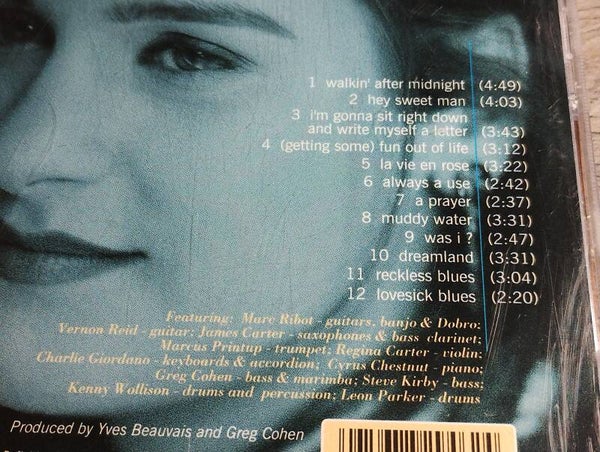 1 walkin' after midnight (4:49)
2 hey sweet man (4:03)
3 i'm gonna sit right down
and write myself a letter (3:43)
4 (getting some) fun out of life (3:12)
5 la vie en rose (3:22)
6 always a use (2:42)
7 a prayer (2:37)
8 muddy water (3:31)
9 was i ? (2:47)
10 dreamland (3:31)
11 reckless blues (3:04)
12 lovesick blues (2:20)
Featuring: Marc Ribot - guitars, banjo & Dobro;
Vernon Reid - guitar; James Carter - saxophones & bass clarinet;
Marcus Printup - trumpet; Regina Carter - violin;
Charlie Giordano - keyboards & accordion; Cyrus Chestnut - piano;
Greg Cohen - bass & marimba; Steve Kirby - bass;
Kenny Wollison - drums and percussion; Leon Parker - drums
Produced by Yves Beauvais and Greg Cohen